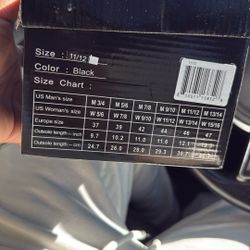 Size : 11/12
Color : Black
Size Chart :
US Man's size M 3/4 M 5/6 M 7/8 M 9/10 M 11/12 M 13/14
US Woman's size W 5/6 W 7/8 W 9/10 W 11/12 W 13/14 W 15/16
Europe size 37 39 42 44 46 47
Outsole length - inch 9.7 10.2 11.0 11.6
Outsole length - cm 24.7 26.0 28.0 29.3